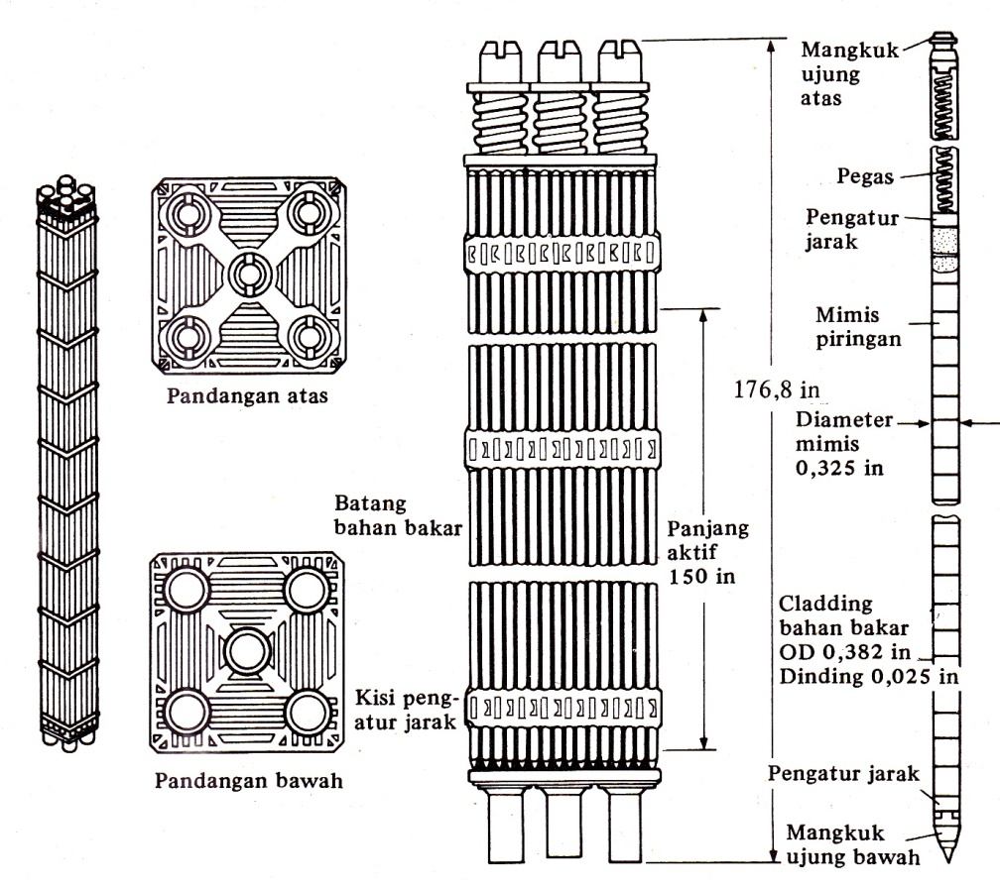 Pandangan atas
Pandangan bawah
Batang
bahan bakar
Kisi peng-
atur jarak
Panjang
aktif
150 in
176,8 in
Mangkuk
ujung
atas
Pegas
Pengatur
jarak
Mimis
piringan
Diameter
mimis
0,325 in
Cladding
bahan bakar
OD 0,382 in
Dinding 0,025 in
Pengatur jarak
Mangkuk
ujung bawah